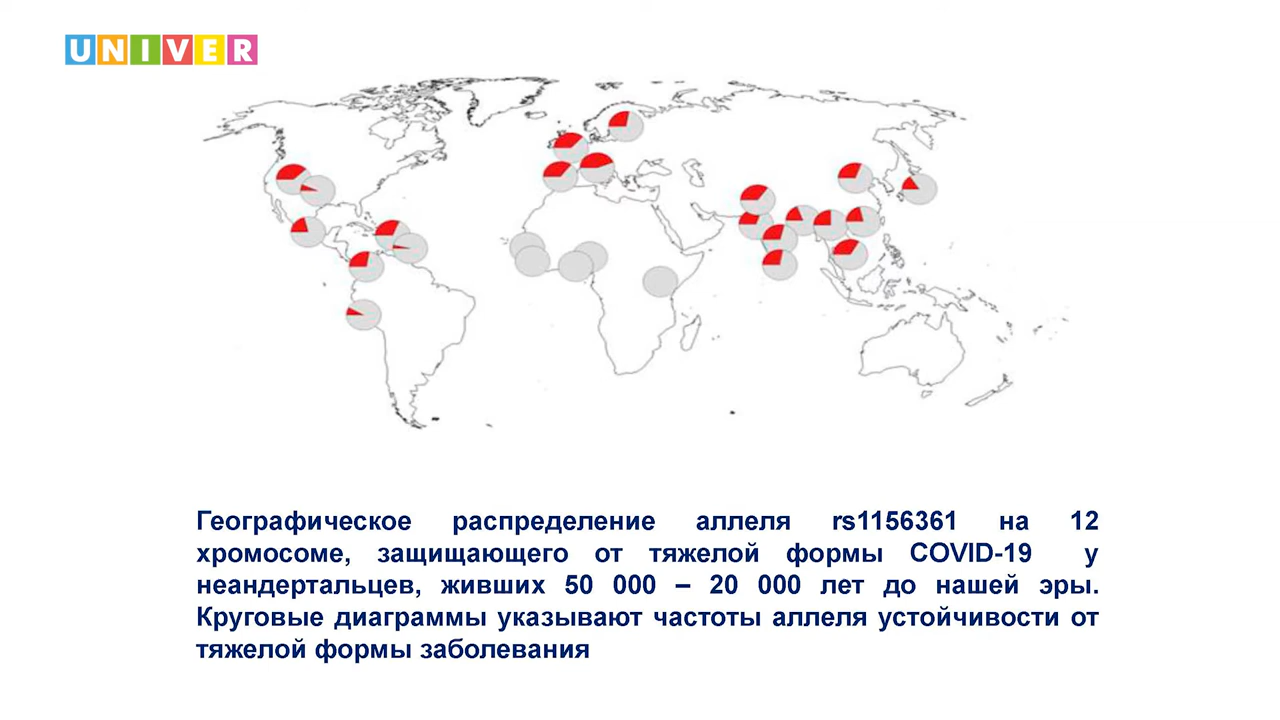 UNIVER
Географическое распределение аллеля rs1156361 на 12
хромосоме, защищающего от тяжелой формы COVID-19 у
неандертальцев, живших 50 000 – 20 000 лет до нашей эры.
Круговые диаграммы указывают частоты аллеля устойчивости от
тяжелой формы заболевания